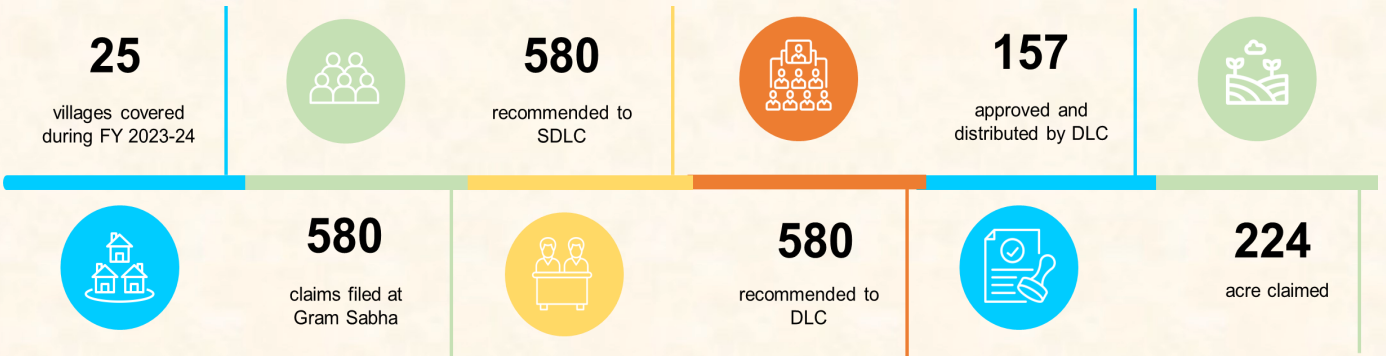 25
villages covered
during FY 2023-24
580
claims filed at
Gram Sabha
580
recommended to
SDLC
580
recommended to
DLC
157
approved and
distributed by DLC
224
acre claimed